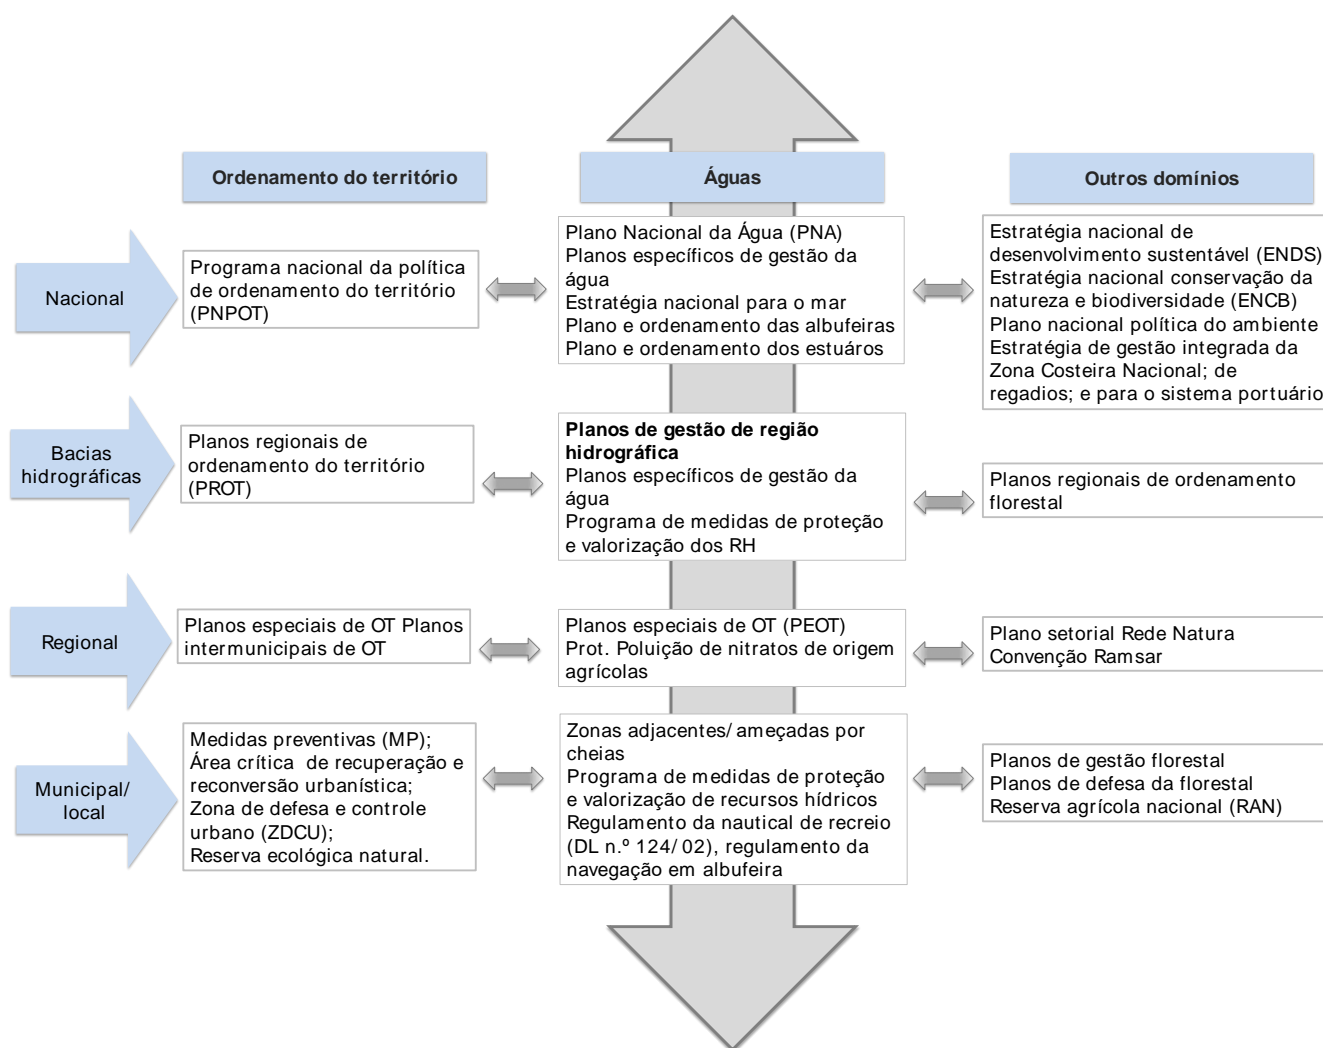 Ordenamento do território
Águas
Outros domínios
Nacional
Programa nacional da política
de ordenamento do território
(PNPOT)
Plano Nacional da Água (PNA)
Planos específicos de gestão da
água
Estratégia nacional para o mar
Plano e ordenamento das albufeiras
Plano e ordenamento dos estuáros
Estratégia nacional de
desenvolvimento sustentável (ENDS)
Estratégia nacional conservação da
natureza e biodiversidade (ENCB)
Plano nacional política do ambiente
Estratégia de gestão integrada da
Zona Costeira Nacional; de
regadios; e para o sistema portuário
Bacias
hidrográficas
Planos regionais de
ordenamento do território
(PROT)
Planos de gestão de região
hidrográfica
Planos específicos de gestão da
água
Programa de medidas de proteção
e valorização dos RH
Planos regionais de ordenamento
florestal
Regional
Planos especiais de OT Planos
intermunicipais de OT
Planos especiais de OT (PEOT)
Prot. Poluição de nitratos de origem
agrícolas
Plano setorial Rede Natura
Convenção Ramsar
Municipal/
local
Medidas preventivas (MP);
Área crítica de recuperação e
reconversão urbanística;
Zona de defesa e controle
urbano (ZDCU);
Reserva ecológica natural.
Zonas adjacentes/ameçadas por
cheias
Programa de medidas de proteção
e valorização de recursos hídricos
Regulamento da nautical de recreio
(DL n.º 124/02), regulamento da
navegação em albufeira
Planos de gestão florestal
Planos de defesa da florestal
Reserva agrícola nacional (RAN)